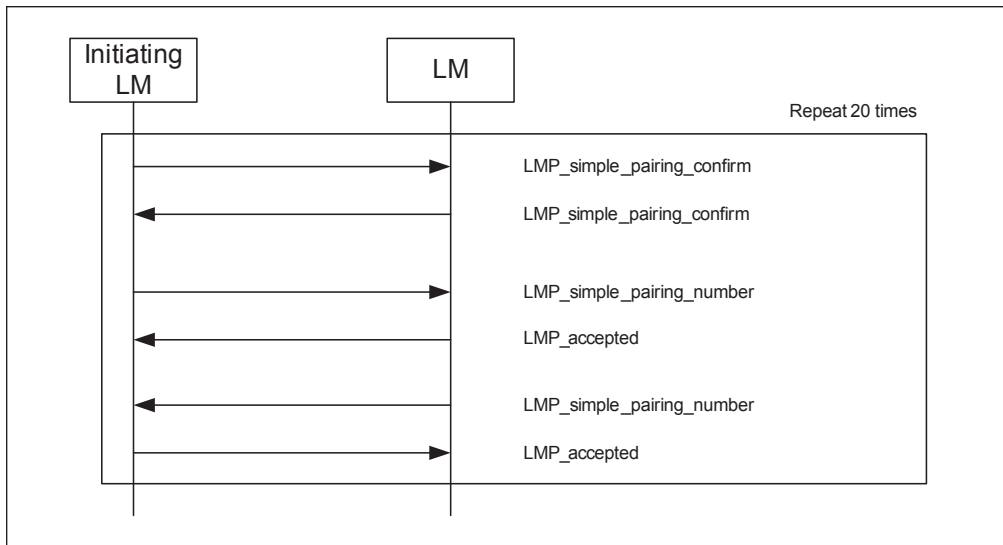 Initiating
LM
LM
Repeat 20 times
LMP_simple_pairing_confirm
LMP_simple_pairing_confirm
LMP_simple_pairing_number
LMP_accepted
LMP_simple_pairing_number
LMP_accepted